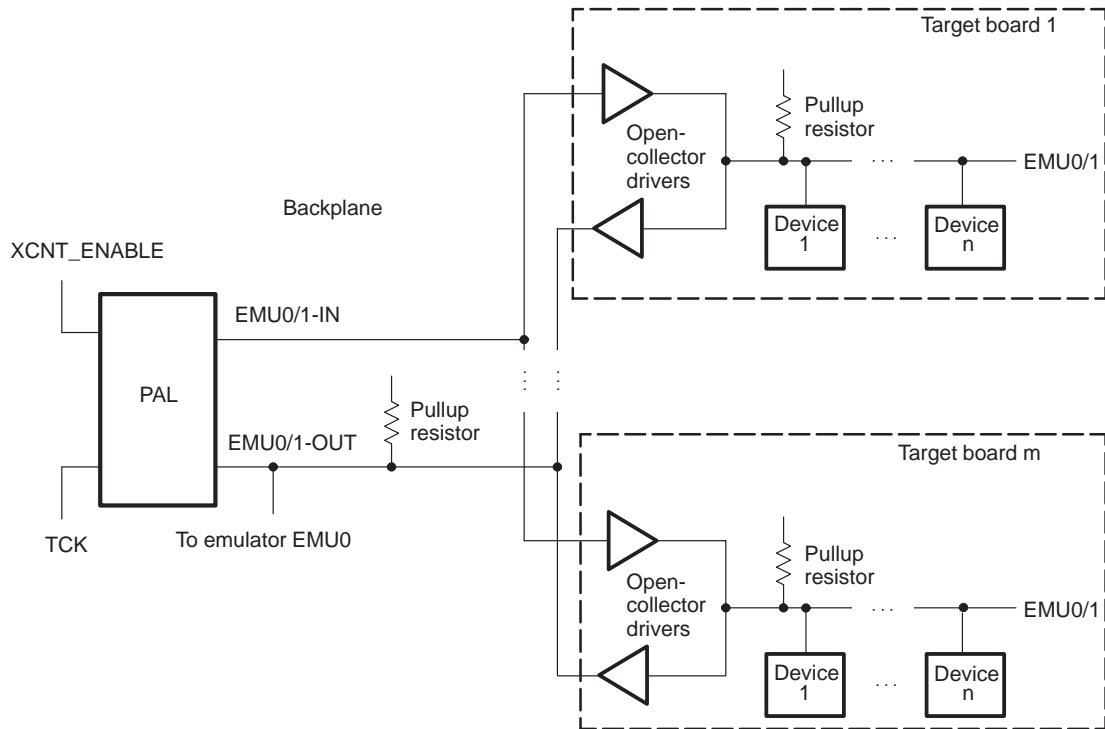 Target board 1
Pullup
resistor
Open-
collector
drivers
EMU0/1
Backplane
Device
1
. . .
Device
n
. . .
XCNT_ENABLE
EMU0/1-IN
PAL
. . .
. . .
Pullup
resistor
EMU0/1-OUT
TCK
To emulator EMU0
Target board m
Pullup
resistor
Open-
collector
drivers
. . .
EMU0/1
Device
1
. . .
Device
n